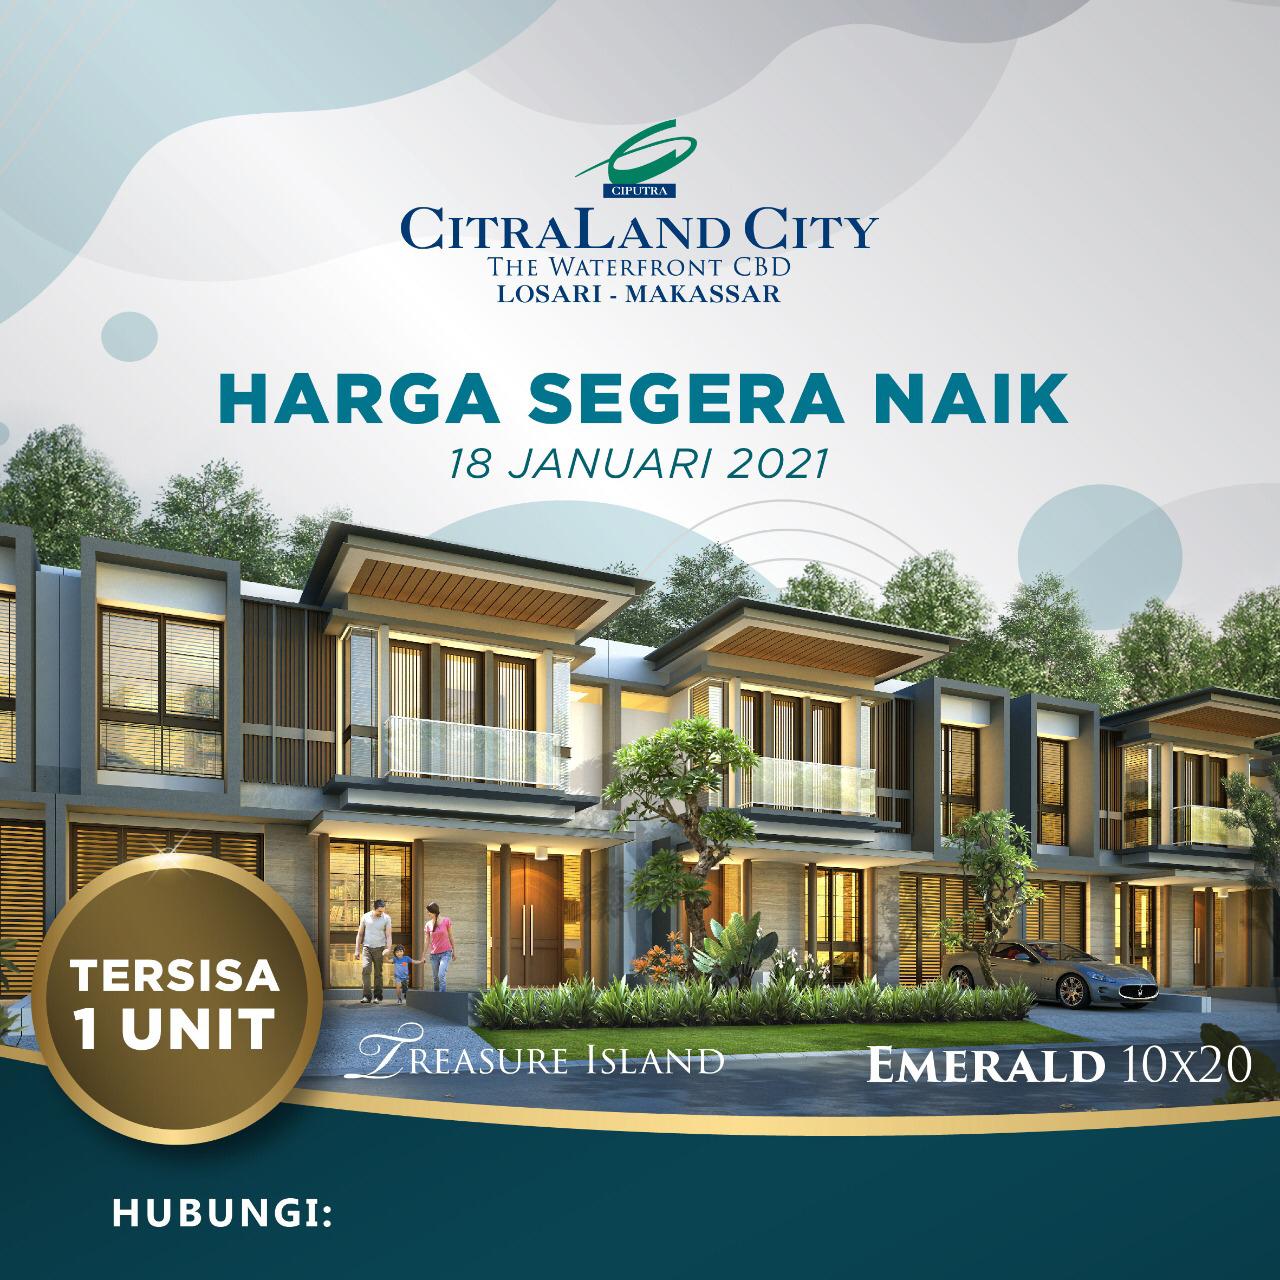 CIPUTRA
CITRALAND CITY
THE WATERFRONT CBD
LOSARI - MAKASSAR
HARGA SEGERA NAIK
18 JANUARI 2021
TERSISA
1 UNIT
TREASURE ISLAND
EMERALD 10X20
HUBUNGI: